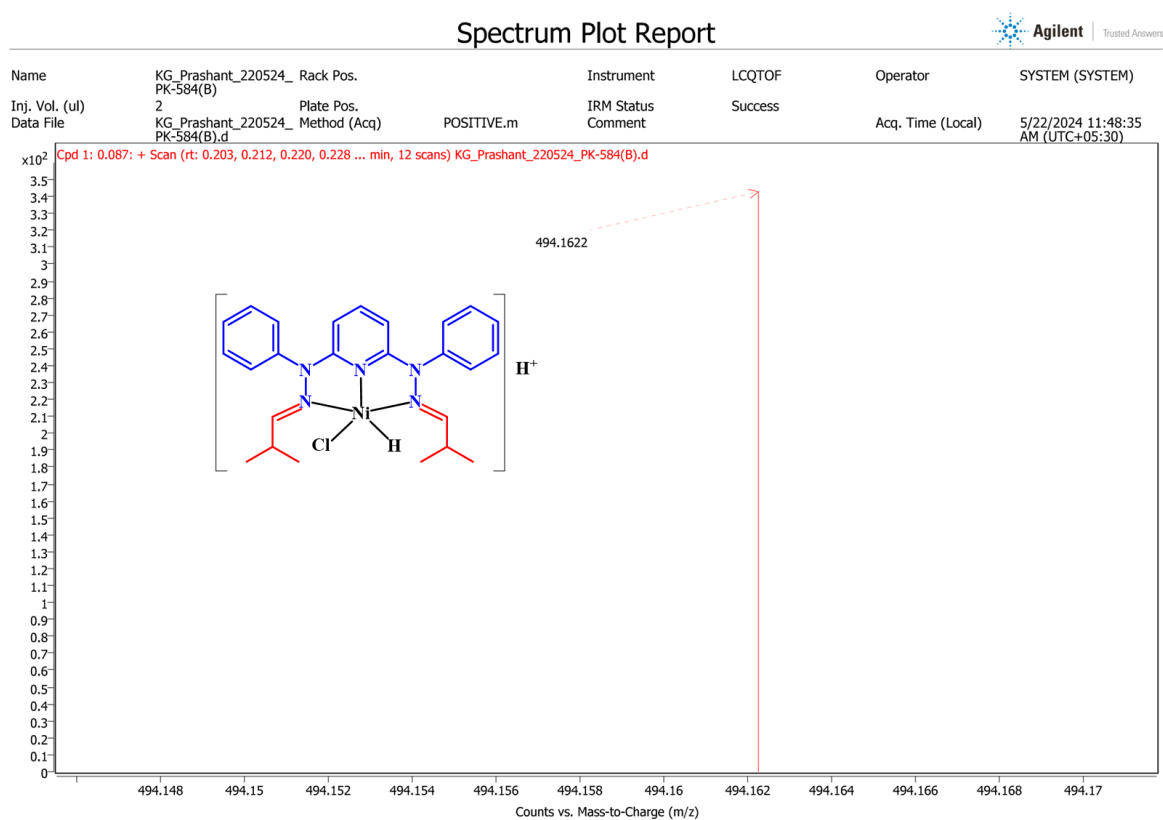 Spectrum Plot Report
Agilent Trusted Answers
Name KG_Prashant_220524_ Rack Pos. Instrument LCQTOF Operator SYSTEM (SYSTEM)
PK-584(B)
Inj. Vol. (ul) 2 Plate Pos. IRM Status Success
Data File KG_Prashant_220524_ Method (Acq) POSITIVE.m Comment Acq. Time (Local) 5/22/2024 11:48:35
PK-584(B).d AM (UTC+05:30)
x10²
Cpd 1: 0.087: + Scan (rt: 0.203, 0.212, 0.220, 0.228 ... min, 12 scans) KG_Prashant_220524_PK-584(B).d
3.5
3.4
3.3
3.2
3.1
3
2.9
2.8
2.7
2.6
2.5
2.4
2.3
2.2
2.1
2
1.9
1.8
1.7
1.6
1.5
1.4
1.3
1.2
1.1
1
0.9
0.8
0.7
0.6
0.5
0.4
0.3
0.2
0.1
0
494.1622
N N N
H⁺
N N
Ni
Cl H
494.148 494.15 494.152 494.154 494.156 494.158 494.16 494.162 494.164 494.166 494.168 494.17
Counts vs. Mass-to-Charge (m/z)